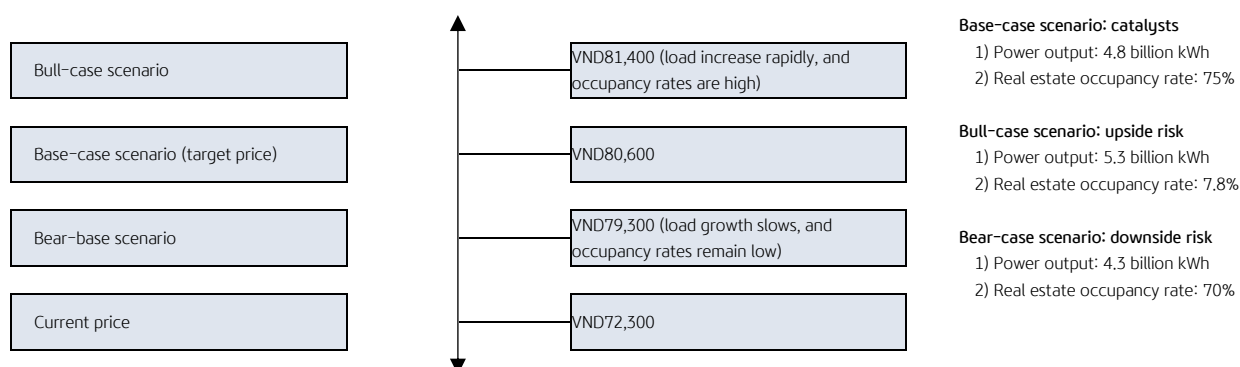 Bull-case scenario
VND81,400 (load increase rapidly, and
occupancy rates are high)
Base-case scenario (target price)
VND80,600
Bear-base scenario
VND79,300 (load growth slows, and
occupancy rates remain low)
Current price
VND72,300
Base-case scenario: catalysts
1) Power output: 4.8 billion kWh
2) Real estate occupancy rate: 75%
Bull-case scenario: upside risk
1) Power output: 5.3 billion kWh
2) Real estate occupancy rate: 7.8%
Bear-case scenario: downside risk
1) Power output: 4.3 billion kWh
2) Real estate occupancy rate: 70%